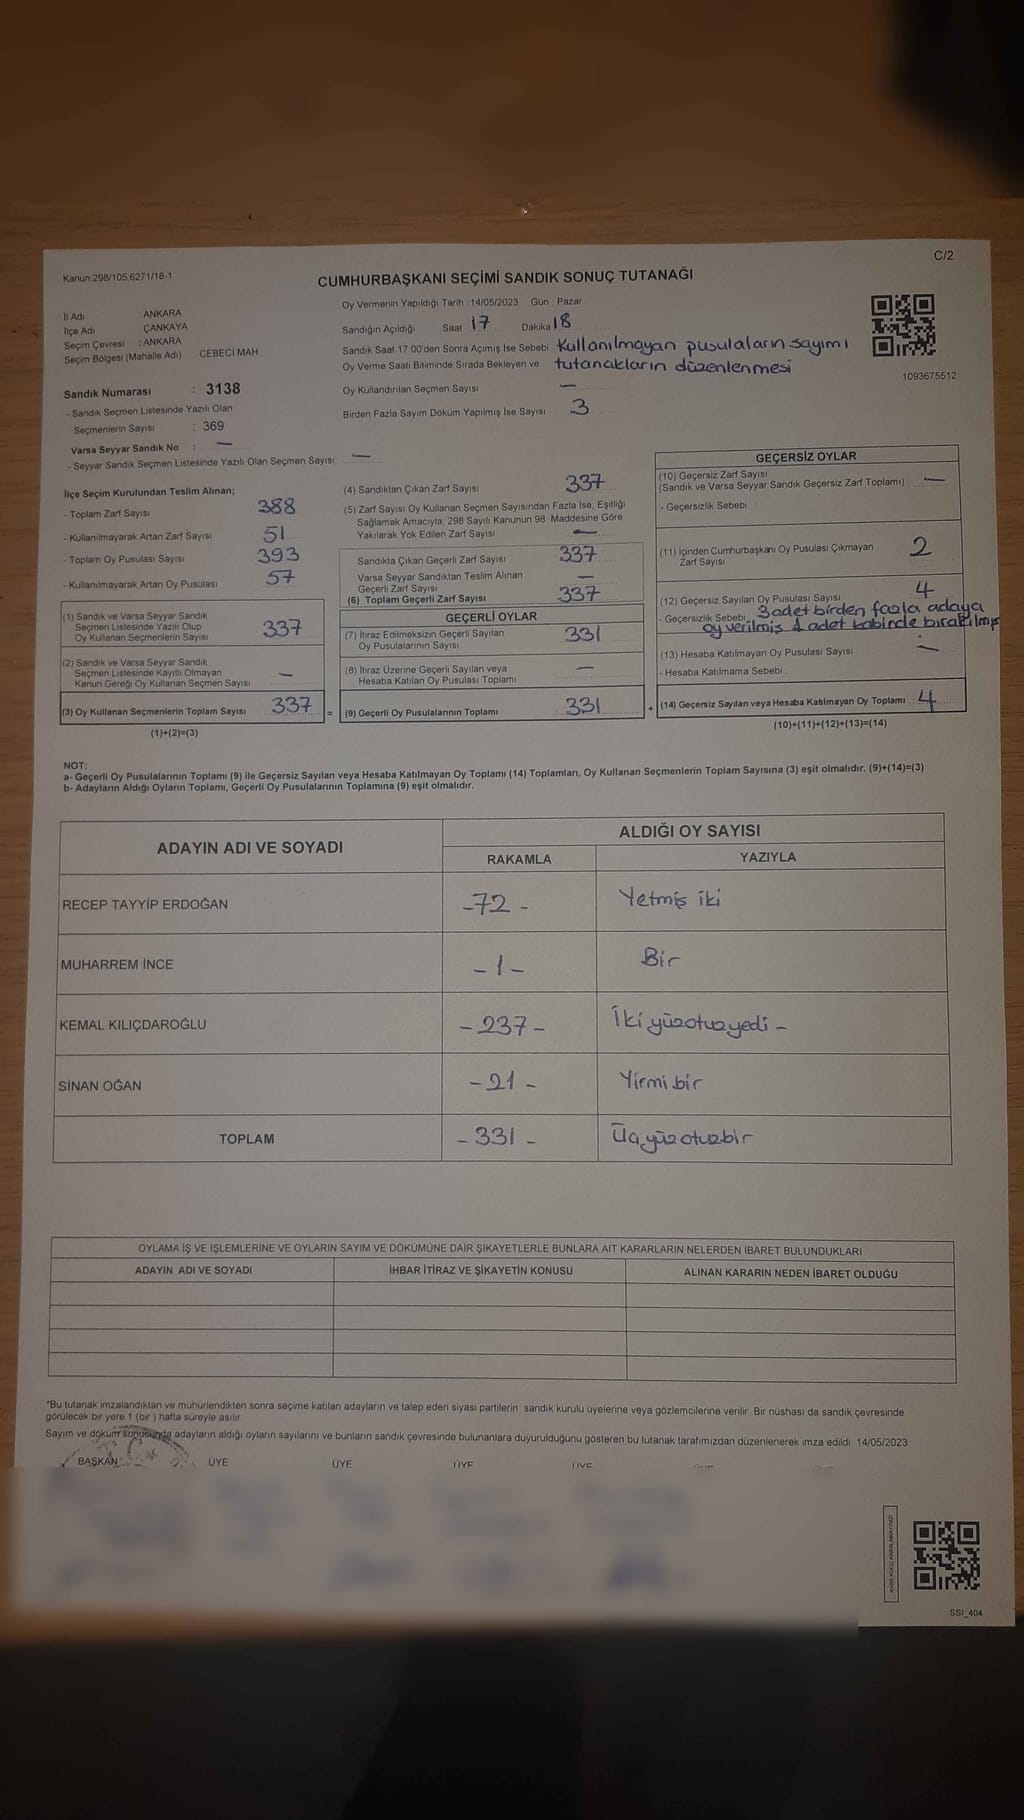 C/2
Kanun:298/105,6271/18-1
CUMHURBAŞKANI SEÇİMİ SANDIK SONUÇ TUTANAĞI
İl Adı ANKARA
İlçe Adı ÇANKAYA
Seçim Çevresi : ANKARA
Seçim Bölgesi (Mahalle Adı) CEBECİ MAH
Sandık Numarası : 3138
- Sandık Seçmen Listesinde Yazılı Olan
Seçmenlerin Sayısı : 369
Varsa Seyyar Sandık No : —
- Seyyar Sandık Seçmen Listesinde Yazılı Olan Seçmen Sayısı: —
Oy Vermenin Yapıldığı Tarih : 14/05/2023 Gün : Pazar
Sandığın Açıldığı Saat 17 Dakika 18
Sandık Saat 17.00'den Sonra Açımış İse Sebebi : Kullanılmayan pusulaların sayımı
Oy Verme Saati Bitiminde Sırada Bekleyen ve tutanakların düzenlenmesi
Oy Kullandırılan Seçmen Sayısı —
Birden Fazla Sayım Döküm Yapılmış İse Sayısı 3
1093675512
İlçe Seçim Kurulundan Teslim Alınan;
- Toplam Zarf Sayısı 388
- Kullanılmayarak Artan Zarf Sayısı 51
- Toplam Oy Pusulası Sayısı 393
- Kullanılmayarak Artan Oy Pusulası 57
(1) Sandık ve Varsa Seyyar Sandık
Seçmen Listesinde Yazılı Olup
Oy Kullanan Seçmenlerin Sayısı 337
(2) Sandık ve Varsa Seyyar Sandık
Seçmen Listesinde Kayıtlı Olmayan
Kanun Gereği Oy Kullanan Seçmen Sayısı —
(3) Oy Kullanan Seçmenlerin Toplam Sayısı 337 =
(1)+(2)=(3)
(4) Sandıktan Çıkan Zarf Sayısı 337
(5) Zarf Sayısı Oy Kullanan Seçmen Sayısından Fazla İse, Eşitliği
Sağlamak Amacıyla, 298 Sayılı Kanunun 98. Maddesine Göre
Yakılarak Yok Edilen Zarf Sayısı —
Sandıkta Çıkan Geçerli Zarf Sayısı 337
Varsa Seyyar Sandıktan Teslim Alınan
Geçerli Zarf Sayısı —
(6) Toplam Geçerli Zarf Sayısı 337
GEÇERLİ OYLAR
(7) İtiraz Edilmeksizin Geçerli Sayılan
Oy Pusulalarının Sayısı 331
(8) İtiraz Üzerine Geçerli Sayılan veya
Hesaba Katılan Oy Pusulası Toplamı —
(9) Geçerli Oy Pusulalarının Toplamı 331 +
GEÇERSİZ OYLAR
(10) Geçersiz Zarf Sayısı
(Sandık ve Varsa Seyyar Sandık Geçersiz Zarf Toplamı) : —
- Geçersizlik Sebebi
(11) İçinden Cumhurbaşkanı Oy Pusulası Çıkmayan 2
Zarf Sayısı
(12) Geçersiz Sayılan Oy Pusulası Sayısı 4
- Geçersizlik Sebebi 3 adet birden fazla adaya
oy verilmiş 1 adet kabinde bırakılmış
(13) Hesaba Katılmayan Oy Pusulası Sayısı —
- Hesaba Katılmama Sebebi
(14) Geçersiz Sayılan veya Hesaba Katılmayan Oy Toplamı : 4
(10)+(11)+(12)+(13)=(14)
NOT:
a- Geçerli Oy Pusulalarının Toplamı (9) ile Geçersiz Sayılan veya Hesaba Katılmayan Oy Toplamı (14) Toplamları, Oy Kullanan Seçmenlerin Toplam Sayısına (3) eşit olmalıdır. (9)+(14)=(3)
b- Adayların Aldığı Oyların Toplamı, Geçerli Oy Pusulalarının Toplamına (9) eşit olmalıdır.
ADAYIN ADI VE SOYADI ALDIĞI OY SAYISI
RAKAMLA YAZIYLA
RECEP TAYYİP ERDOĞAN -72- Yetmiş iki
MUHARREM İNCE -1- Bir
KEMAL KILIÇDAROĞLU -237- İkiyüzotuzyedi -
SİNAN OĞAN -21- Yirmibir
TOPLAM -331- Üçyüzotuzbir
OYLAMA İŞ VE İŞLEMLERİNE VE OYLARIN SAYIM VE DÖKÜMÜNE DAİR ŞİKAYETLERLE BUNLARA AİT KARARLARIN NELERDEN İBARET BULUNDUKLARI
ADAYIN ADI VE SOYADI İHBAR İTİRAZ VE ŞİKAYETİN KONUSU ALINAN KARARIN NEDEN İBARET OLDUĞU
*Bu tutanak imzalandıktan ve mühürlendikten sonra seçime katılan adayların ve talep eden siyasi partilerin sandık kurulu üyelerine veya gözlemcilerine verilir. Bir nüshası da sandık çevresinde
görülecek bir yere 1 (bir) hafta süreyle asılır.
Sayım ve döküm sonucunda adayların aldığı oyların sayılarını ve bunların sandık çevresinde bulunanlara duyurulduğunu gösteren bu tutanak tarafımızdan düzenlenerek imza edildi. 14/05/2023
BAŞKAN ÜYE ÜYE ÜYE ÜYE
SSI_404